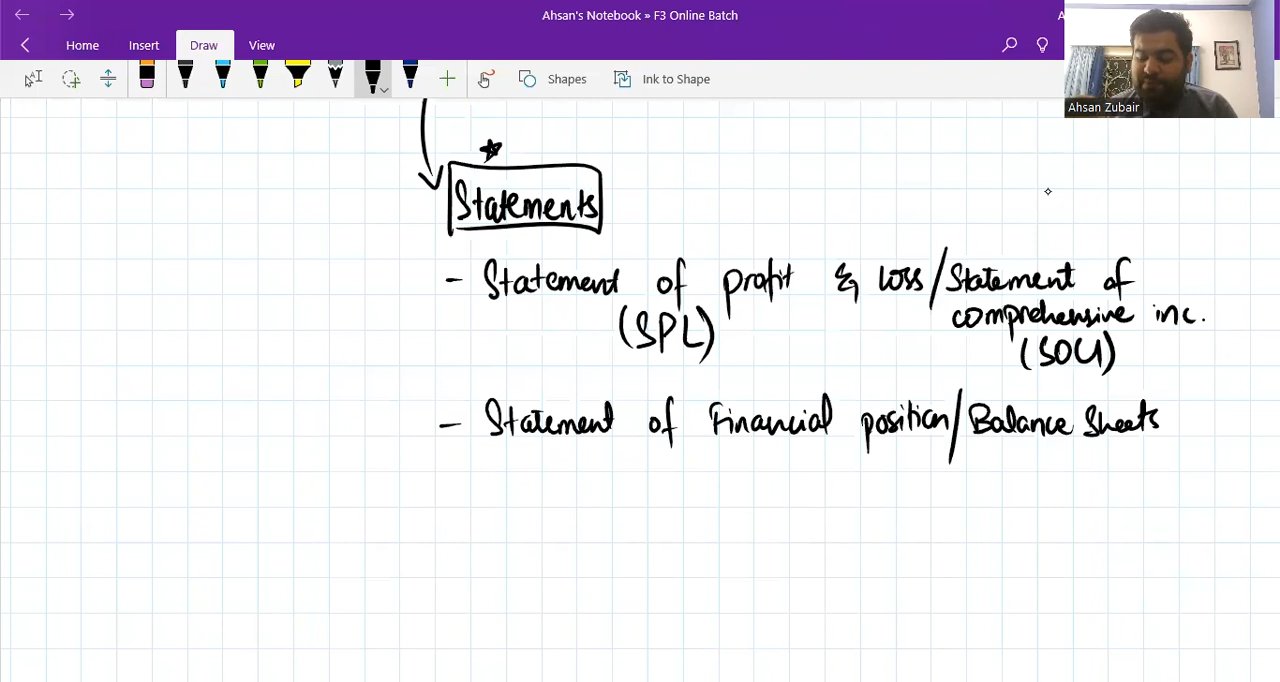 Ahsan's Notebook » F3 Online Batch
A
Home Insert Draw View
Shapes Ink to Shape
Ahsan Zubair
Statements
- Statement of profit & loss/Statement of
comprehensive inc.
(SPL) (SOCI)
- Statement of Financial position/Balance Sheets